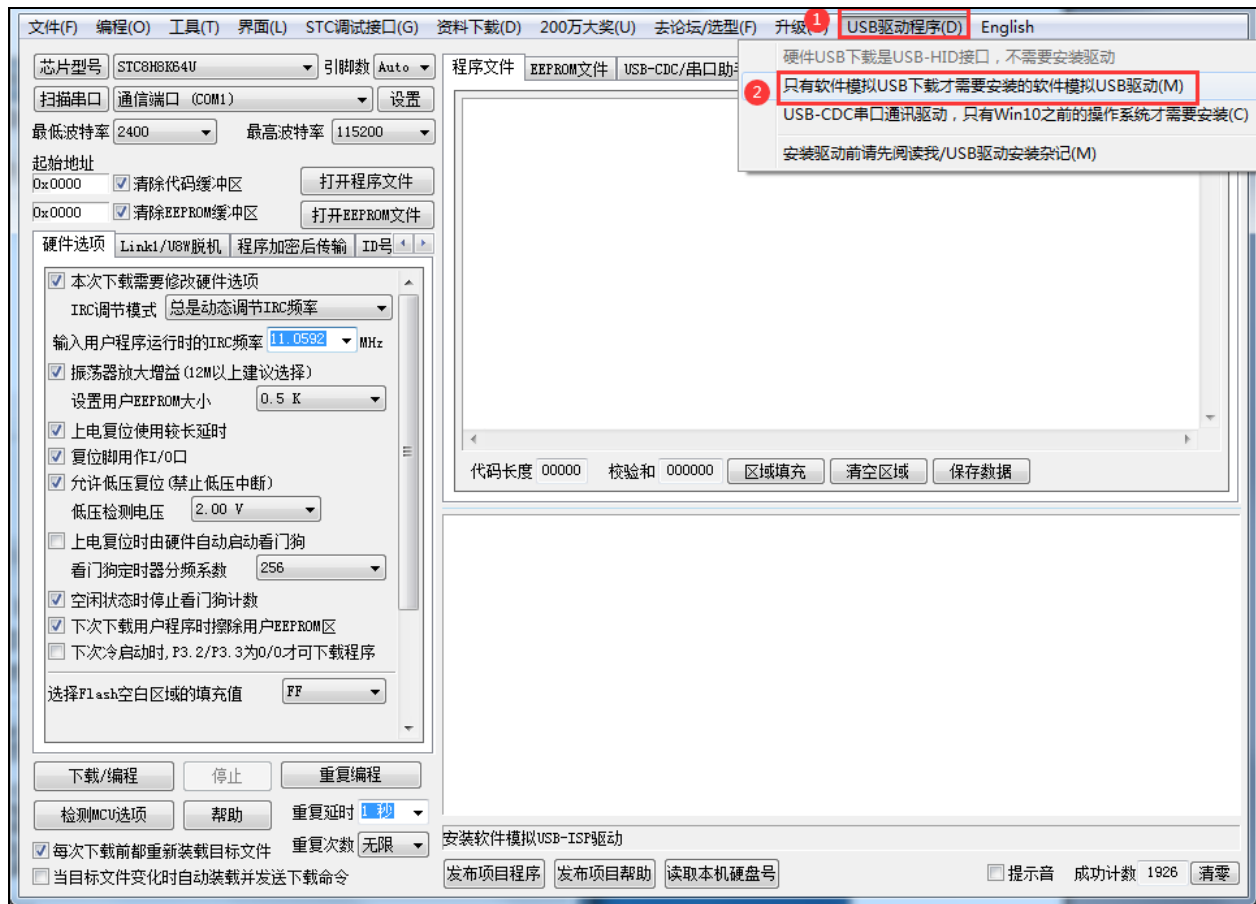 文件(F) 编程(O) 工具(T) 界面(L) STC调试接口(G) 资料下载(D) 200万大奖(U) 去论坛/选型(F) 升级 1 USB驱动程序(D) English
硬件USB下载是USB-HID接口，不需要安装驱动
2 只有软件模拟USB下载才需要安装的软件模拟USB驱动(M)
USB-CDC串口通讯驱动，只有Win10之前的操作系统才需要安装(C)
安装驱动前请先阅读我/USB驱动安装杂记(M)
芯片型号 STC8H8K64U 引脚数 Auto
扫描串口 通信端口 (COM1) 设置
最低波特率 2400 最高波特率 115200
起始地址
0x0000 清除代码缓冲区 打开程序文件
0x0000 清除EEPROM缓冲区 打开EEPROM文件
硬件选项 Link1/U8W脱机 程序加密后传输 ID号
本次下载需要修改硬件选项
IRC调节模式 总是动态调节IRC频率
输入用户程序运行时的IRC频率 11.0592 MHz
振荡器放大增益(12M以上建议选择)
设置用户EEPROM大小 0.5 K
上电复位使用较长延时
复位脚用作I/O口
允许低压复位(禁止低压中断)
低压检测电压 2.00 V
上电复位时由硬件自动启动看门狗
看门狗定时器分频系数 256
空闲状态时停止看门狗计数
下次下载用户程序时擦除用户EEPROM区
下次冷启动时,P3.2/P3.3为0/0才可下载程序
选择Flash空白区域的填充值 FF
下载/编程 停止 重复编程
检测MCU选项 帮助 重复延时 1 秒
每次下载前都重新装载目标文件 重复次数 无限
当目标文件变化时自动装载并发送下载命令
程序文件 EEPROM文件 USB-CDC/串口助
代码长度 00000 校验和 000000 区域填充 清空区域 保存数据
安装软件模拟USB-ISP驱动
发布项目程序 发布项目帮助 读取本机硬盘号 提示音 成功计数 1926 清零